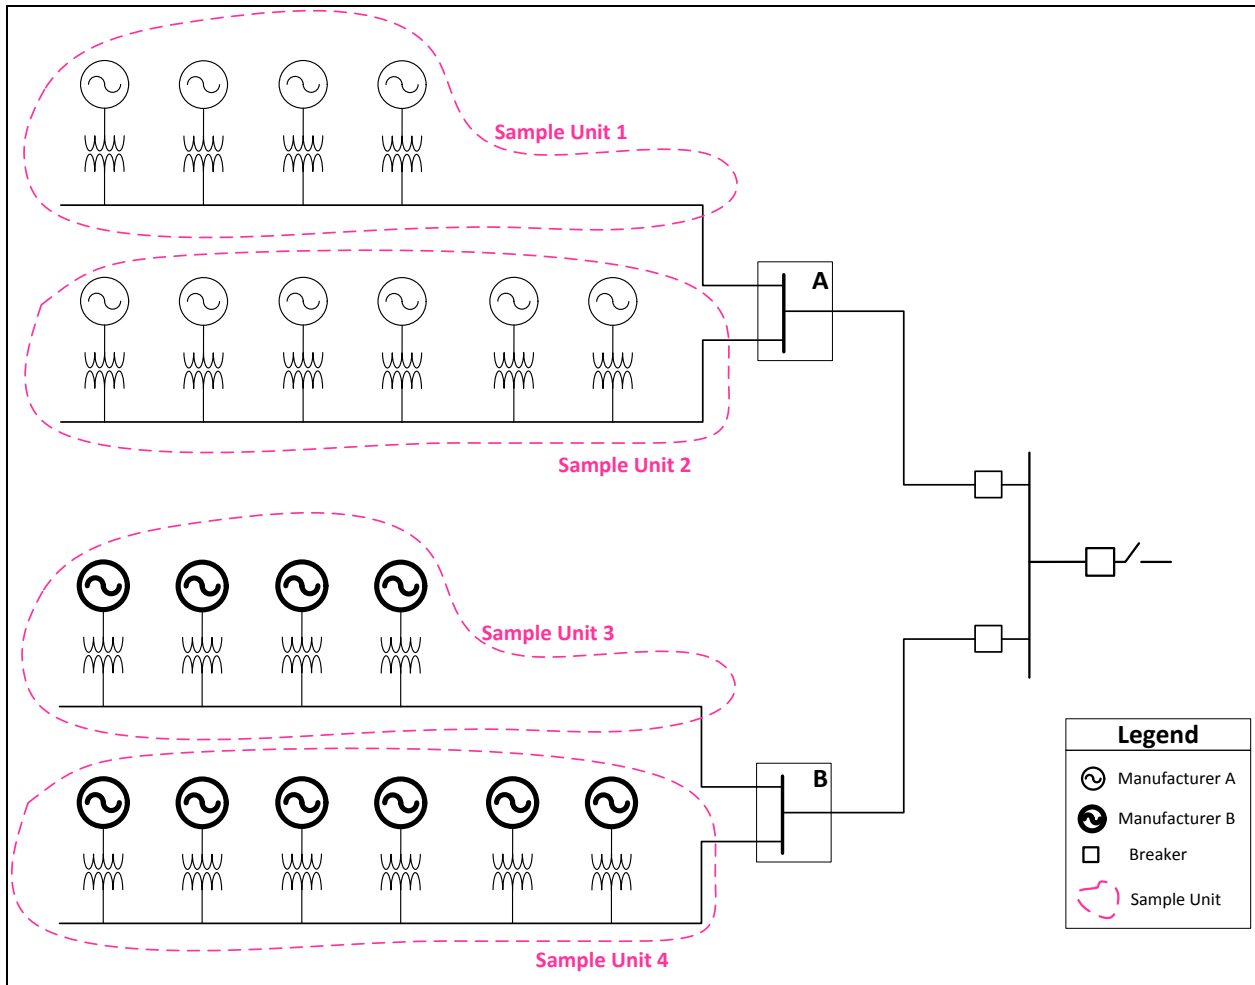 Sample Unit 1
A
Sample Unit 2
Sample Unit 3
B
Sample Unit 4
Legend
Manufacturer A
Manufacturer B
Breaker
Sample Unit